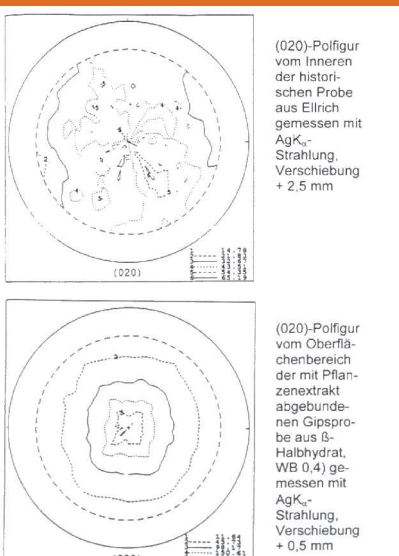 (020)-Polfigur
vom Inneren
der histori-
schen Probe
aus Ellrich
gemessen mit
AgKα-
Strahlung,
Verschiebung
+ 2,5 mm
(020)
(020)-Polfigur
vom Oberflä-
chenbereich
der mit Pflan-
zenextrakt
abgebunde-
nen Gipspro-
be aus ß-
Halbhydrat,
WB 0,4) ge-
messen mit
AgKα-
Strahlung,
Verschiebung
+ 0,5 mm